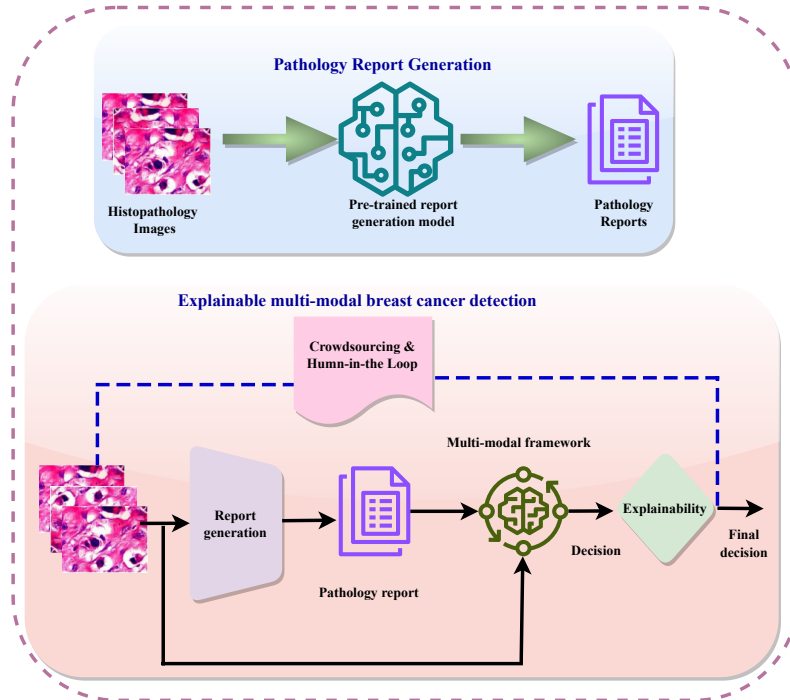 Pathology Report Generation
Histopathology
Images
Pre-trained report
generation model
Pathology
Reports
Explainable multi-modal breast cancer detection
Crowdsourcing &
Humn-in-the Loop
Multi-modal framework
Report
generation
Pathology report
Decision
Explainability
Final
decision